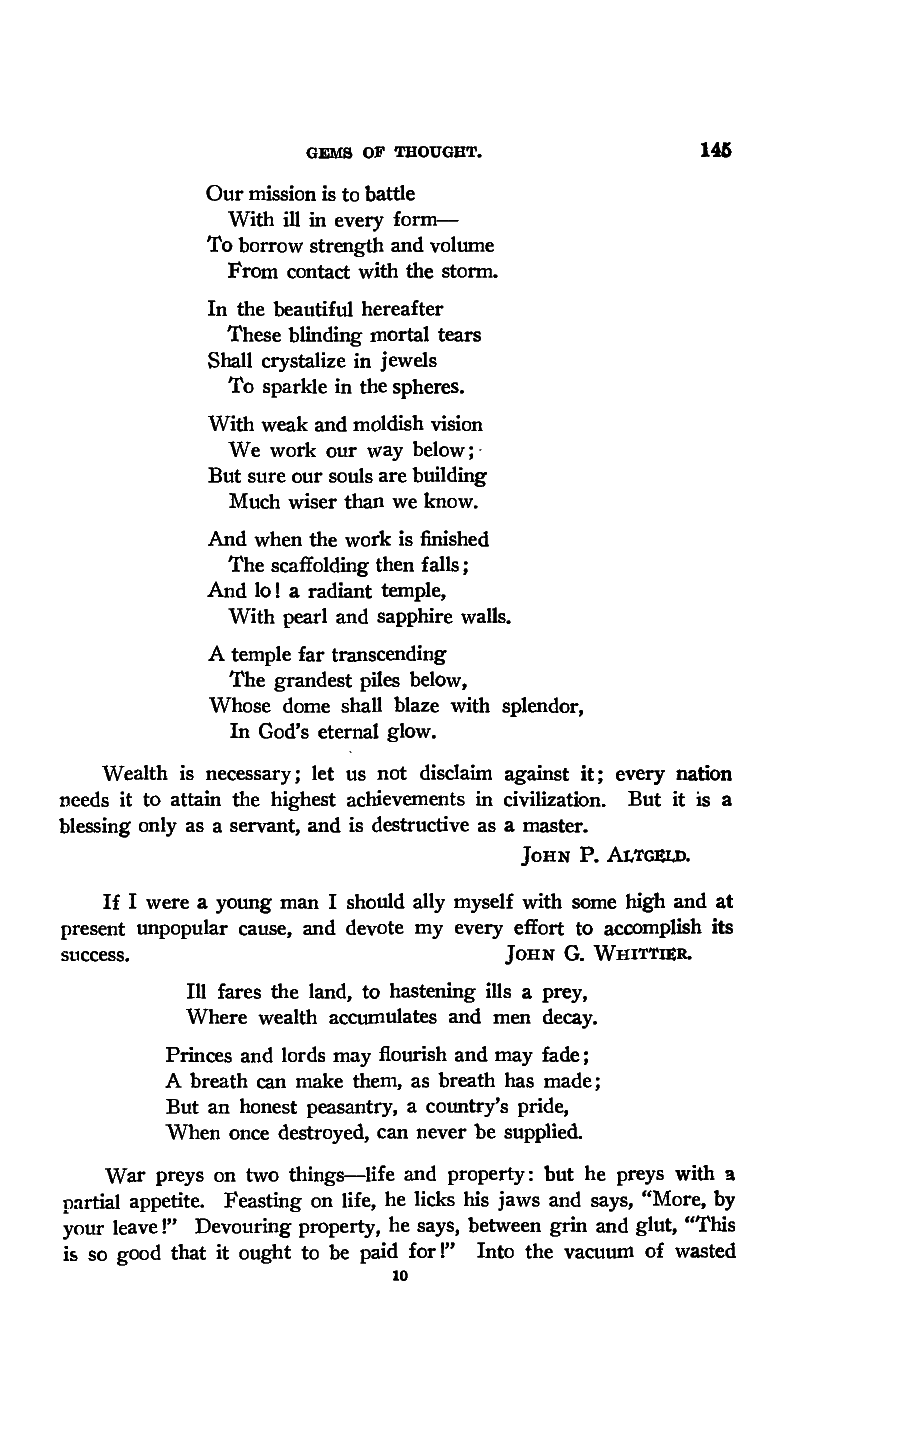 GEMS OF THOUGHT. 145
Our mission is to battle
With ill in every form—
To borrow strength and volume
From contact with the storm.
In the beautiful hereafter
These blinding mortal tears
Shall crystalize in jewels
To sparkle in the spheres.
With weak and moldish vision
We work our way below;
But sure our souls are building
Much wiser than we know.
And when the work is finished
The scaffolding then falls;
And lo! a radiant temple,
With pearl and sapphire walls.
A temple far transcending
The grandest piles below,
Whose dome shall blaze with splendor,
In God's eternal glow.
Wealth is necessary; let us not disclaim against it; every nation
needs it to attain the highest achievements in civilization. But it is a
blessing only as a servant, and is destructive as a master.
JOHN P. ALTGELD.
If I were a young man I should ally myself with some high and at
present unpopular cause, and devote my every effort to accomplish its
success. JOHN G. WHITTIER.
Ill fares the land, to hastening ills a prey,
Where wealth accumulates and men decay.
Princes and lords may flourish and may fade;
A breath can make them, as breath has made;
But an honest peasantry, a country's pride,
When once destroyed, can never be supplied.
War preys on two things—life and property: but he preys with a
partial appetite. Feasting on life, he licks his jaws and says, "More, by
your leave!" Devouring property, he says, between grin and glut, "This
is so good that it ought to be paid for!" Into the vacuum of wasted
10